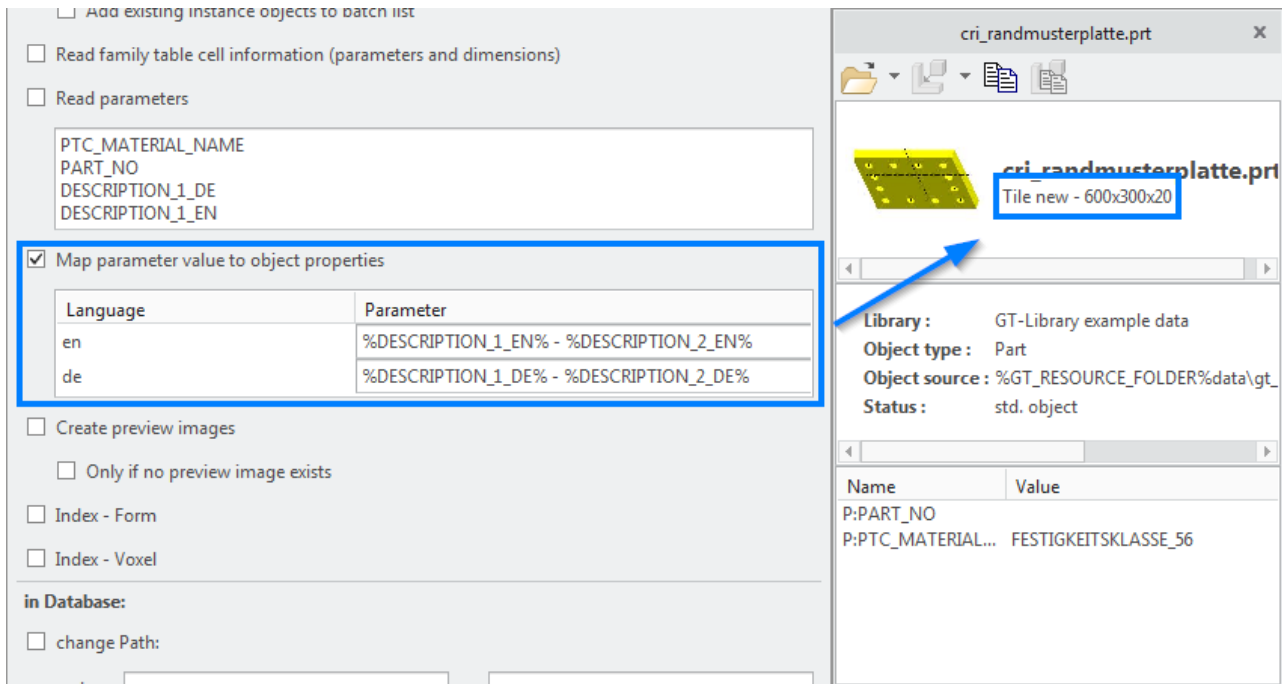 Add existing instance objects to batch list
Read family table cell information (parameters and dimensions)
Read parameters
PTC_MATERIAL_NAME
PART_NO
DESCRIPTION_1_DE
DESCRIPTION_1_EN
Map parameter value to object properties
Language Parameter
en %DESCRIPTION_1_EN% - %DESCRIPTION_2_EN%
de %DESCRIPTION_1_DE% - %DESCRIPTION_2_DE%
Create preview images
Only if no preview image exists
Index - Form
Index - Voxel
in Database:
change Path:
cri_randmusterplatte.prt x
cri_randmusterplatte.prt
Tile new - 600x300x20
Library : GT-Library example data
Object type : Part
Object source : %GT_RESOURCE_FOLDER%data\gt_
Status : std. object
Name Value
P:PART_NO
P:PTC_MATERIAL... FESTIGKEITSKLASSE_56